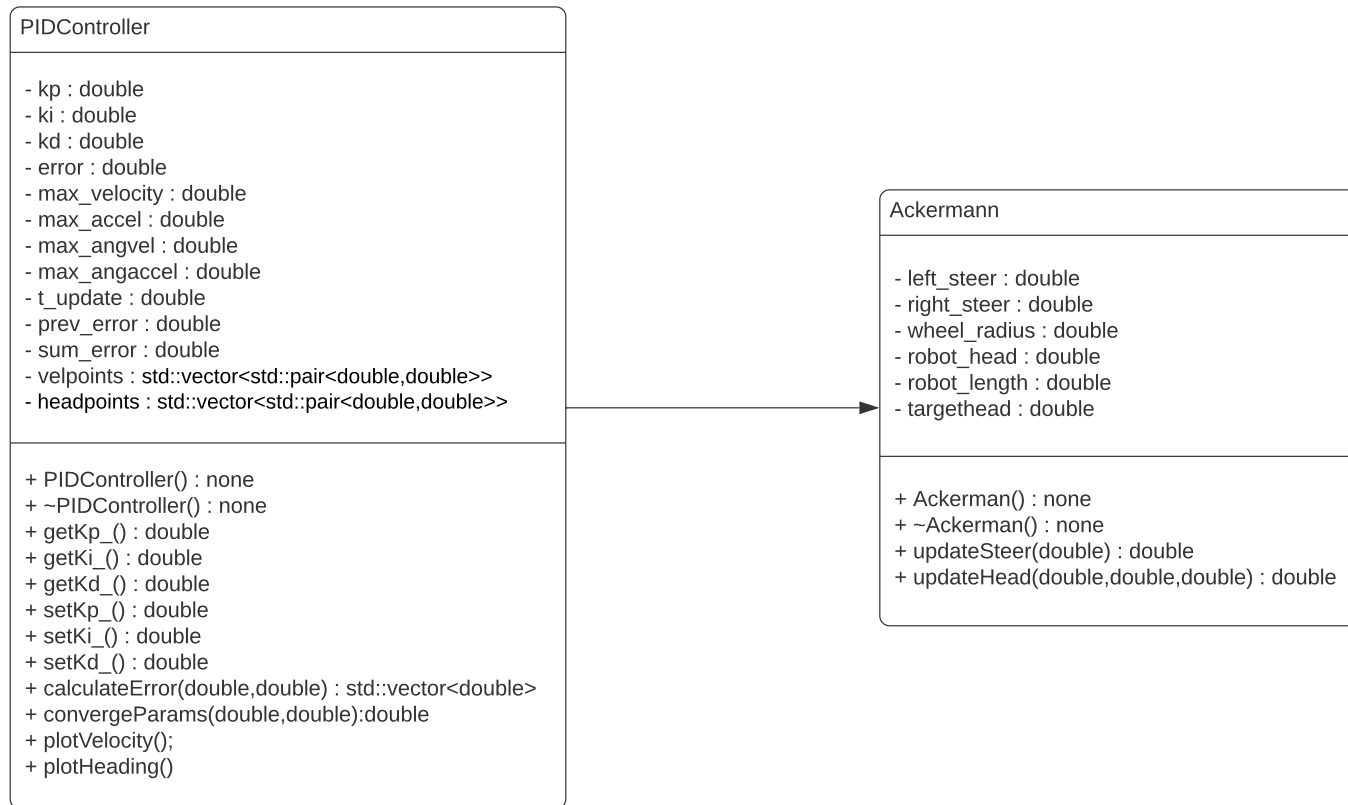 PIDController
- kp : double
- ki : double
- kd : double
- error : double
- max_velocity : double
- max_accel : double
- max_angvel : double
- max_angaccel : double
- t_update : double
- prev_error : double
- sum_error : double
- velpoints : std::vector<std::pair<double,double>>
- headpoints : std::vector<std::pair<double,double>>
+ PIDController() : none
+ ~PIDController() : none
+ getKp_() : double
+ getKi_() : double
+ getKd_() : double
+ setKp_() : double
+ setKi_() : double
+ setKd_() : double
+ calculateError(double,double) : std::vector<double>
+ convergeParams(double,double):double
+ plotVelocity();
+ plotHeading()
Ackermann
- left_steer : double
- right_steer : double
- wheel_radius : double
- robot_head : double
- robot_length : double
- targethead : double
+ Ackerman() : none
+ ~Ackerman() : none
+ updateSteer(double) : double
+ updateHead(double,double,double) : double